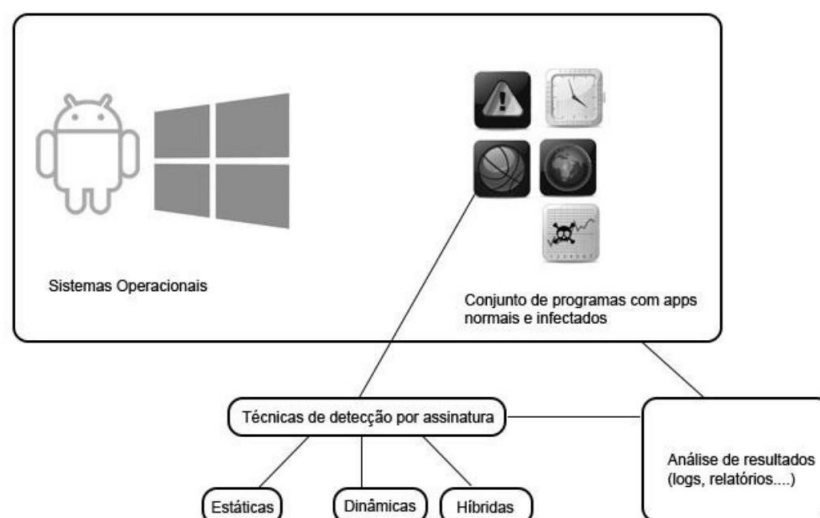 Sistemas Operacionais
Conjunto de programas com apps
normais e infectados
Técnicas de detecção por assinatura
Análise de resultados
(logs, relatórios....)
Estáticas
Dinâmicas
Híbridas